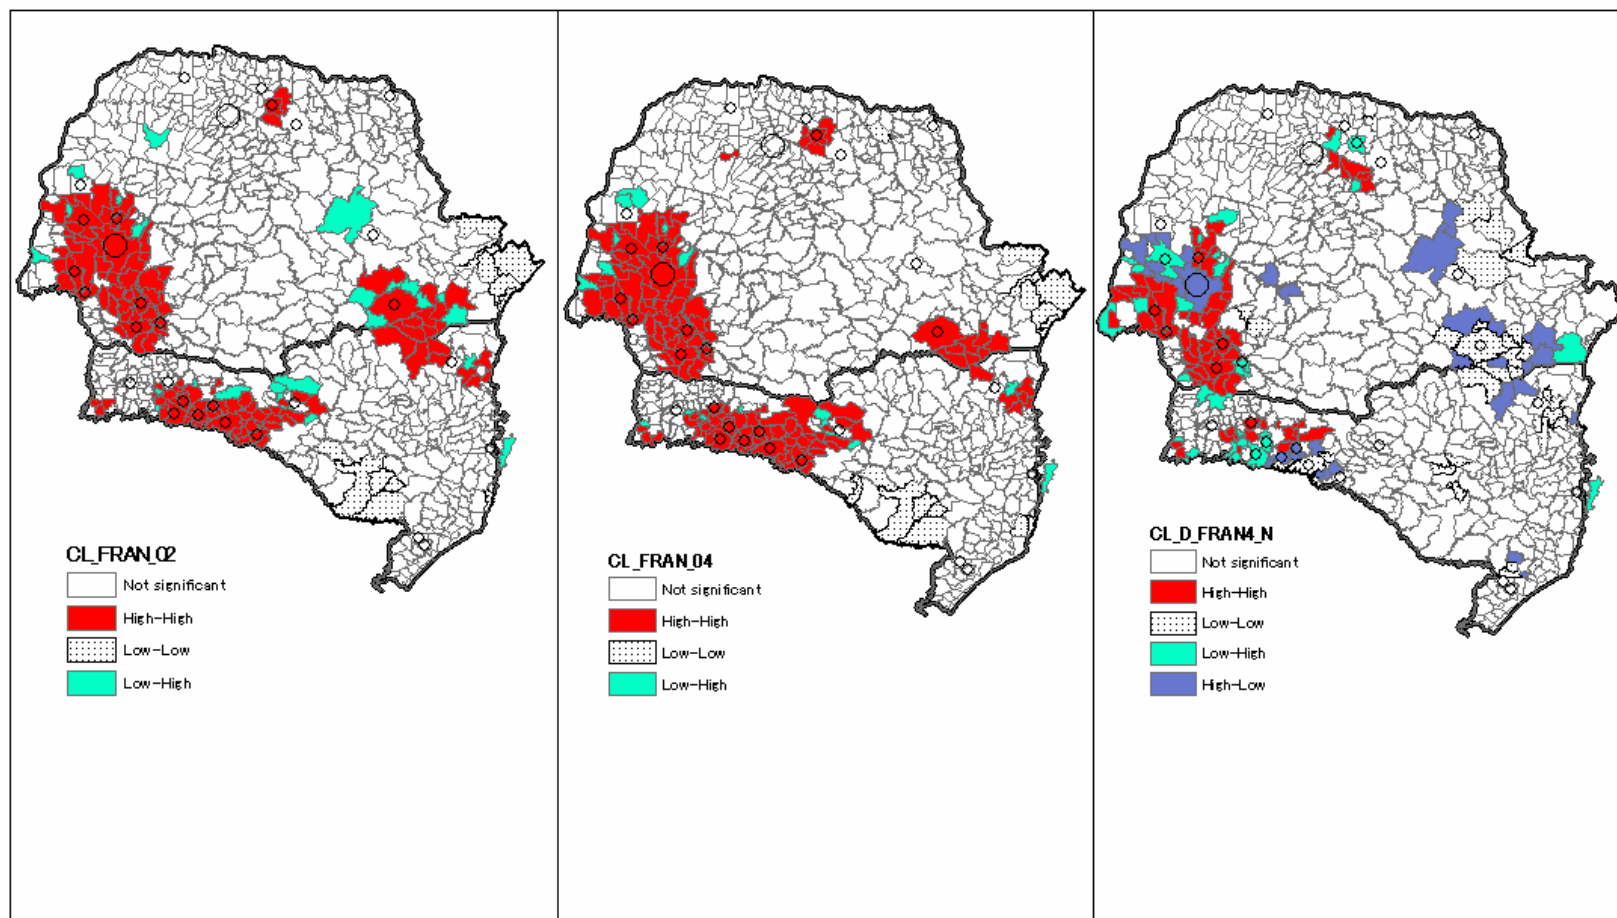 CL_FRAN_02
Not significant
High-High
Low-Low
Low-High
CL_FRAN_04
Not significant
High-High
Low-Low
Low-High
CL_D_FRAN4_N
Not significant
High-High
Low-Low
Low-High
High-Low